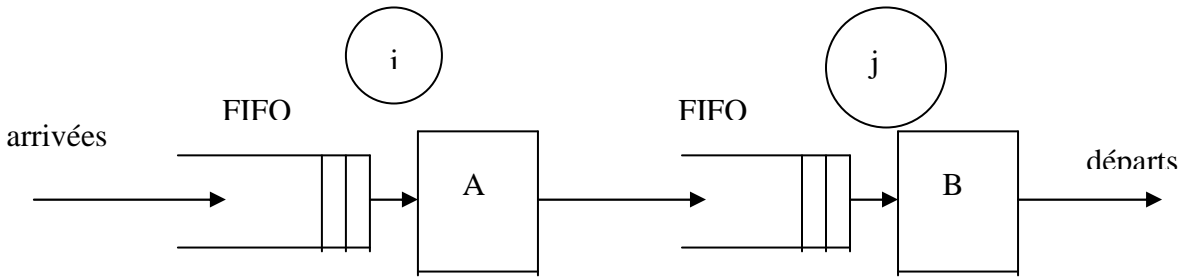 i
j
FIFO
FIFO
arrivées
départs
A
B